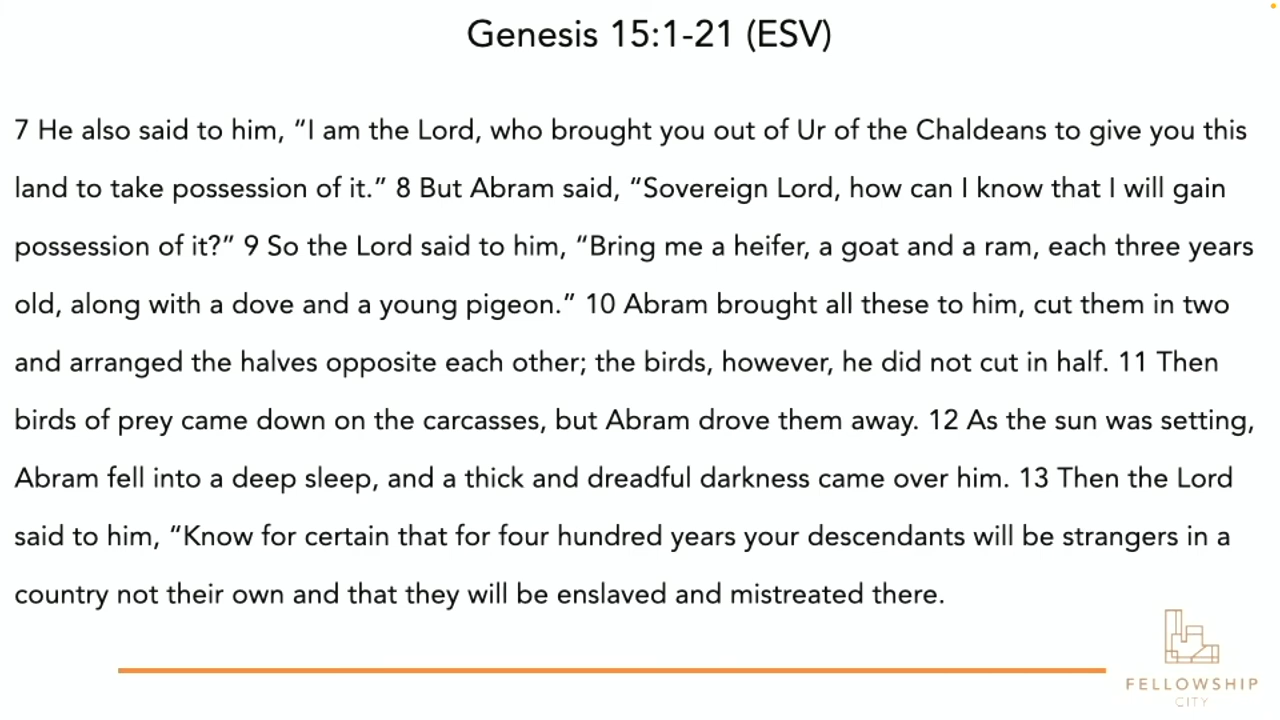 Genesis 15:1-21 (ESV)
7 He also said to him, “I am the Lord, who brought you out of Ur of the Chaldeans to give you this
land to take possession of it.” 8 But Abram said, “Sovereign Lord, how can I know that I will gain
possession of it?” 9 So the Lord said to him, “Bring me a heifer, a goat and a ram, each three years
old, along with a dove and a young pigeon.” 10 Abram brought all these to him, cut them in two
and arranged the halves opposite each other; the birds, however, he did not cut in half. 11 Then
birds of prey came down on the carcasses, but Abram drove them away. 12 As the sun was setting,
Abram fell into a deep sleep, and a thick and dreadful darkness came over him. 13 Then the Lord
said to him, “Know for certain that for four hundred years your descendants will be strangers in a
country not their own and that they will be enslaved and mistreated there.
FELLOWSHIP
CITY